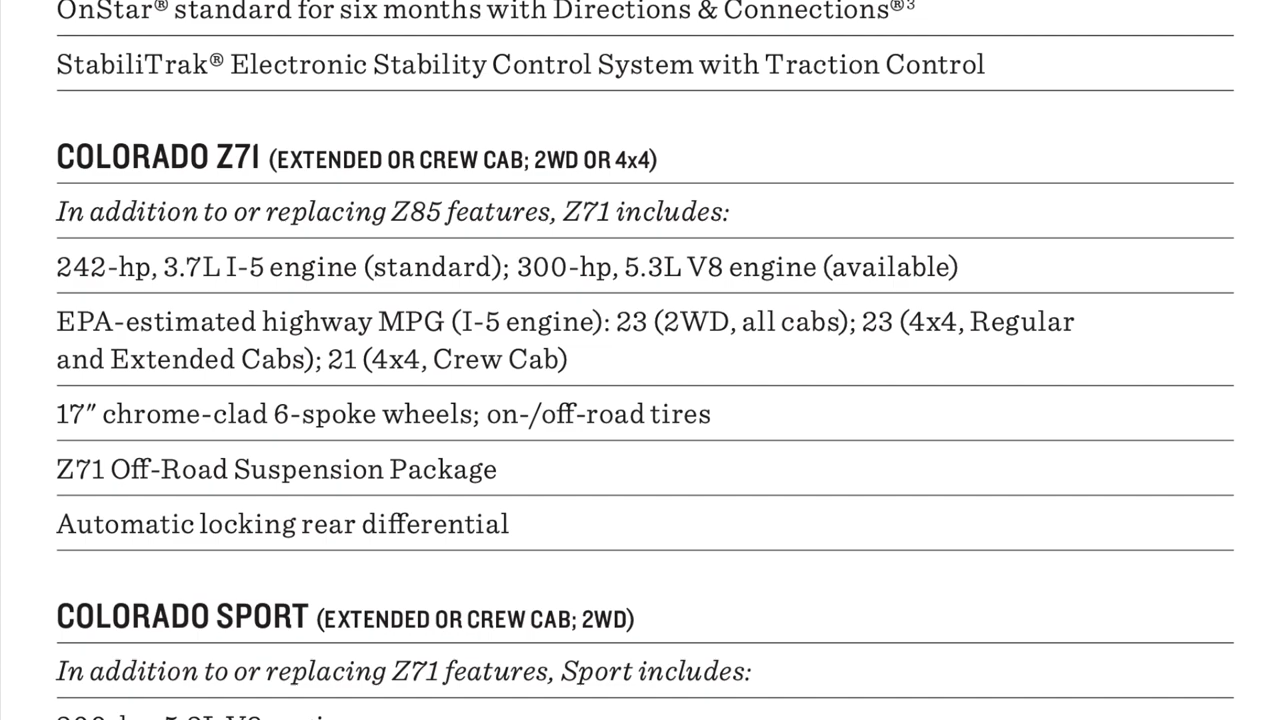 OnStar® standard for six months with Directions & Connections®³
StabiliTrak® Electronic Stability Control System with Traction Control
COLORADO Z71 (EXTENDED OR CREW CAB; 2WD OR 4x4)
In addition to or replacing Z85 features, Z71 includes:
242-hp, 3.7L I-5 engine (standard); 300-hp, 5.3L V8 engine (available)
EPA-estimated highway MPG (I-5 engine): 23 (2WD, all cabs); 23 (4x4, Regular
and Extended Cabs); 21 (4x4, Crew Cab)
17″ chrome-clad 6-spoke wheels; on-/off-road tires
Z71 Off-Road Suspension Package
Automatic locking rear differential
COLORADO SPORT (EXTENDED OR CREW CAB; 2WD)
In addition to or replacing Z71 features, Sport includes: